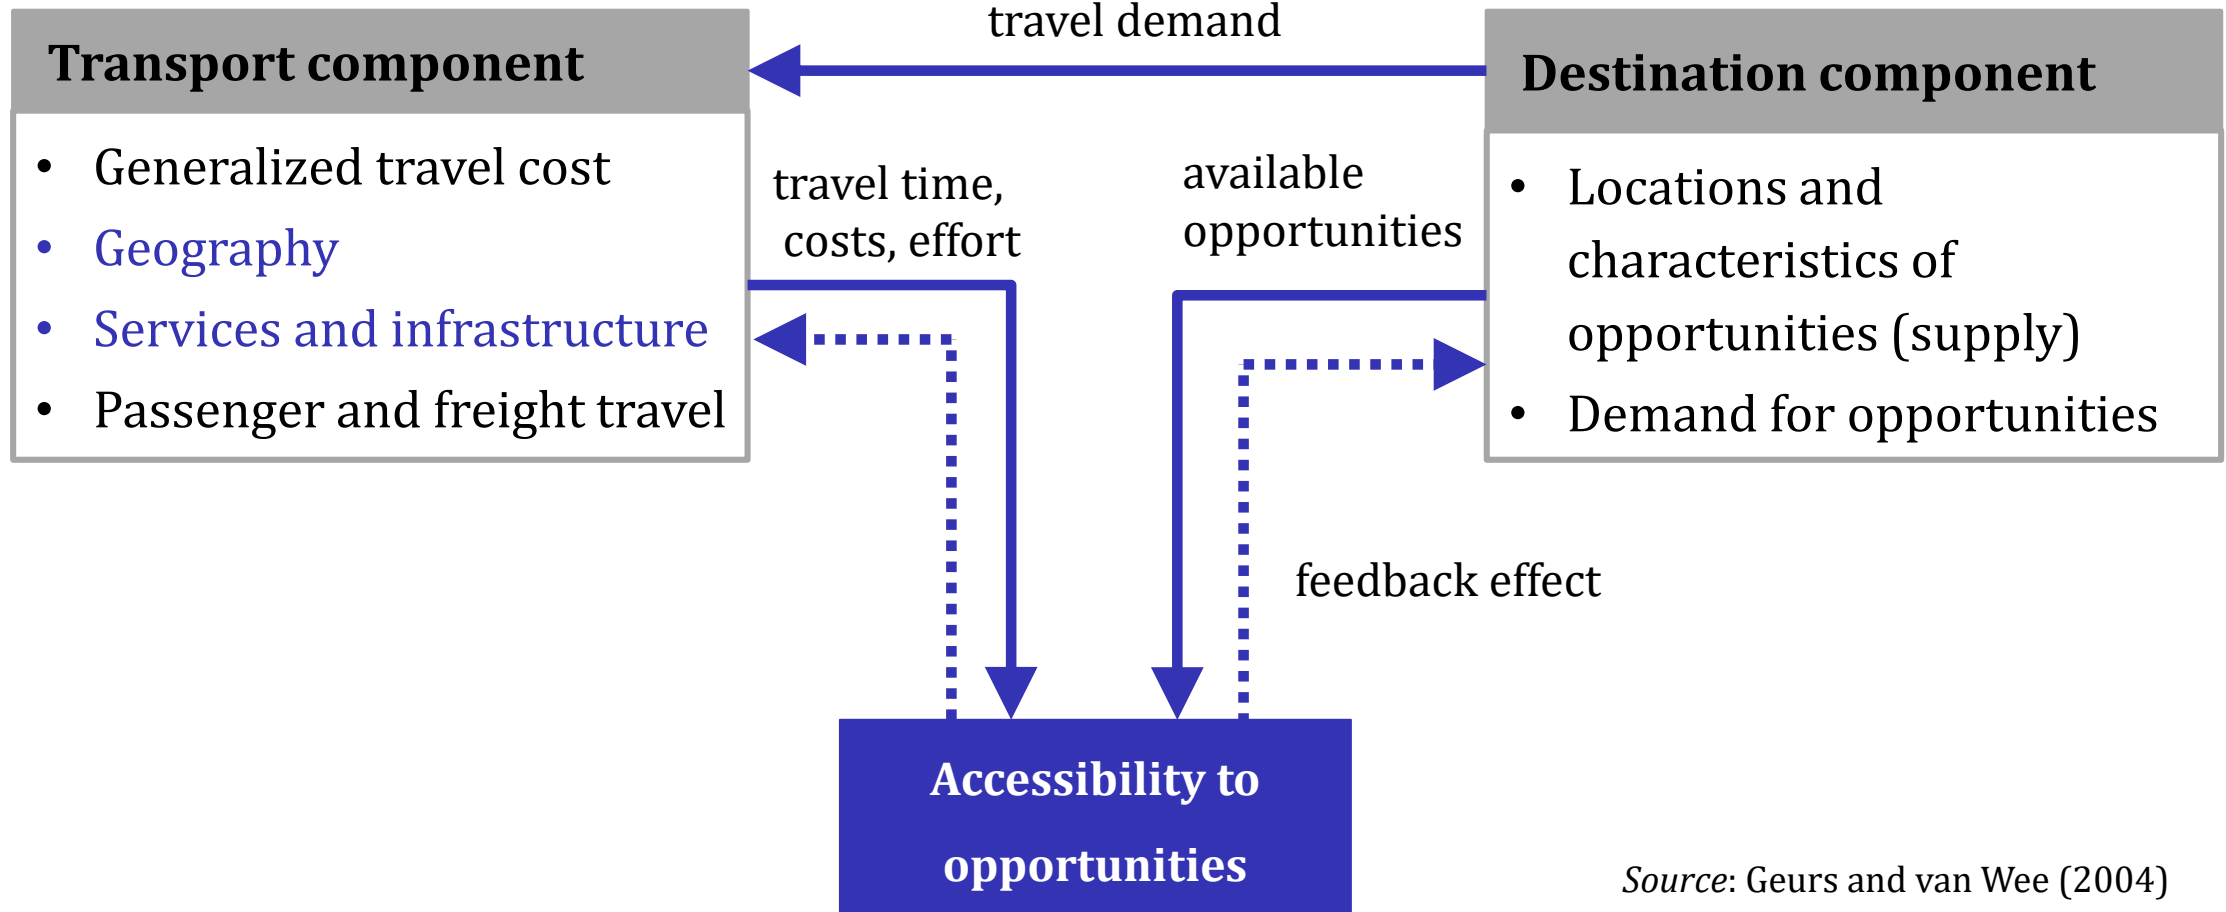 travel demand
Transport component
• Generalized travel cost
• Geography
• Services and infrastructure
• Passenger and freight travel
travel time,
costs, effort
available
opportunities
Destination component
• Locations and
characteristics of
opportunities (supply)
• Demand for opportunities
feedback effect
Accessibility to
opportunities
Source: Geurs and van Wee (2004)